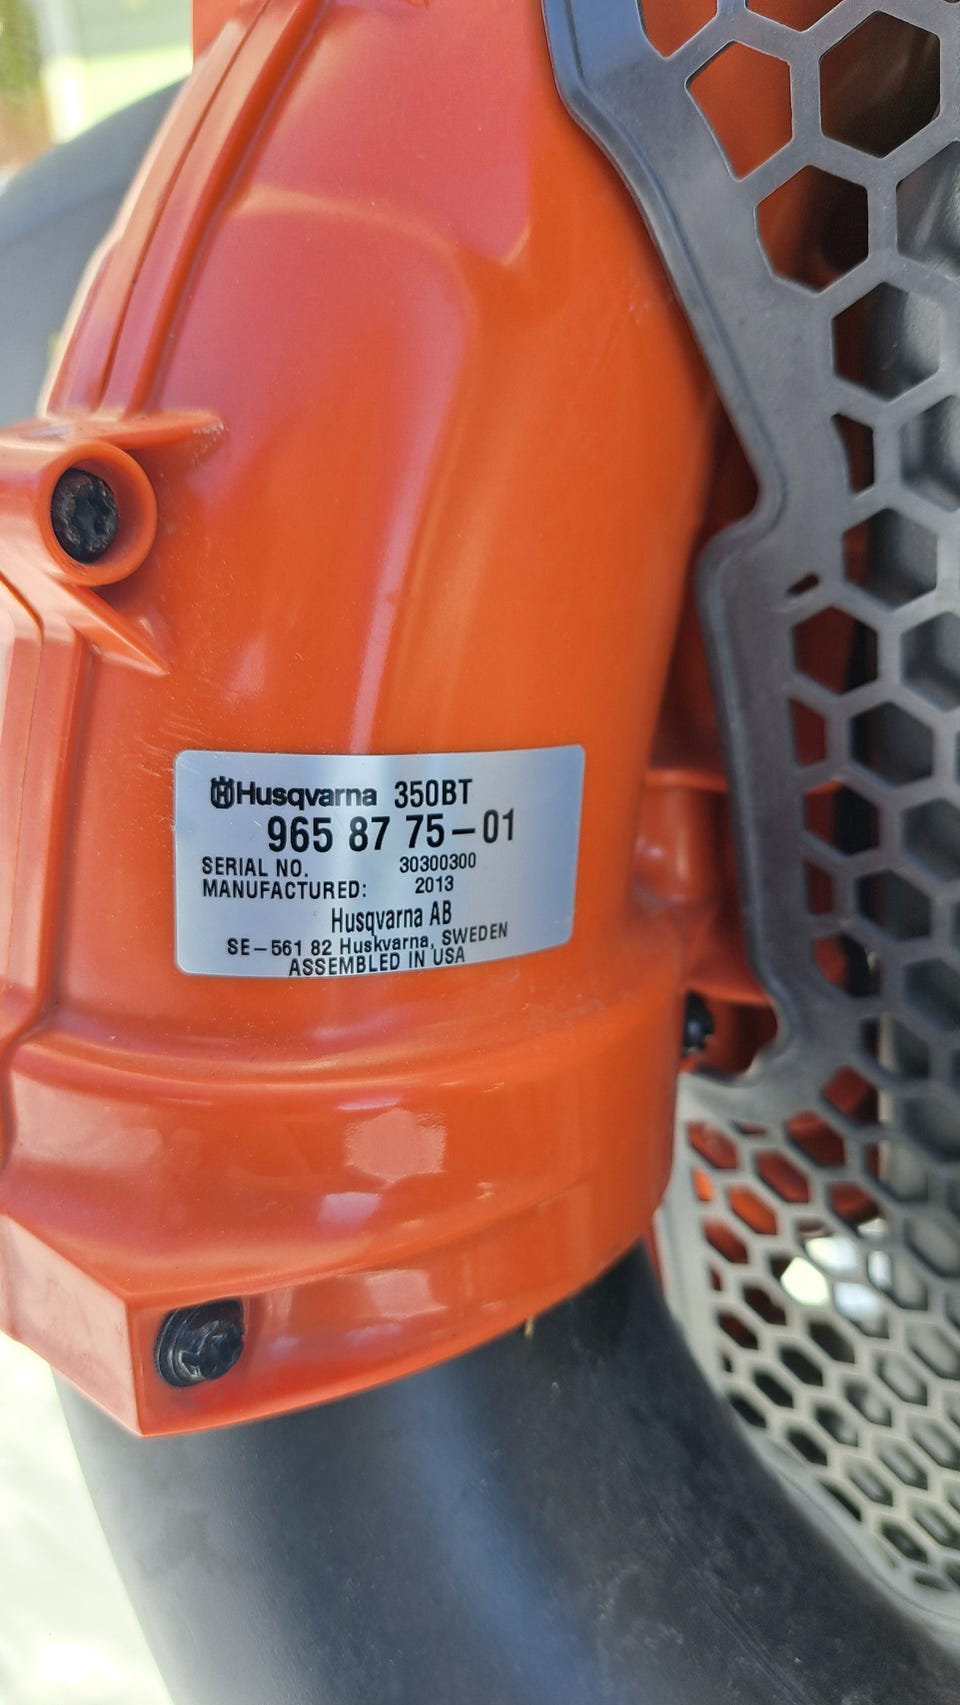 Husqvarna 350BT
965 87 75-01
SERIAL NO. 30300300
MANUFACTURED: 2013
Husqvarna AB
SE-561 82 Huskvarna, SWEDEN
ASSEMBLED IN USA